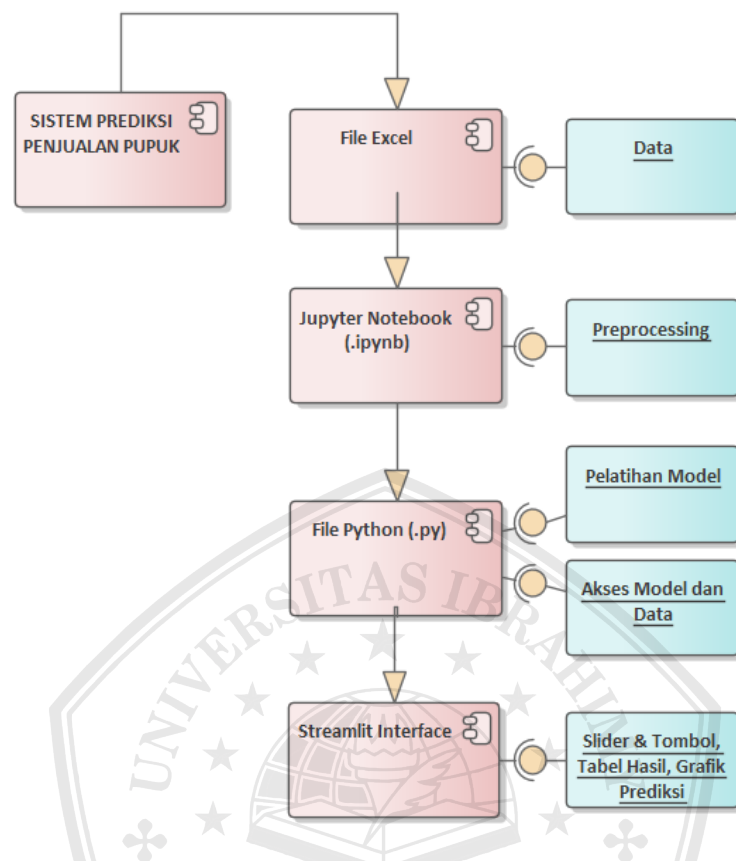 SISTEM PREDIKSI
PENJUALAN PUPUK
File Excel
Data
Jupyter Notebook
(.ipynb)
Preprocessing
File Python (.py)
Pelatihan Model
Akses Model dan
Data
Streamlit Interface
Slider & Tombol,
Tabel Hasil, Grafik
Prediksi
UNIVERSITAS IBRAHIMY